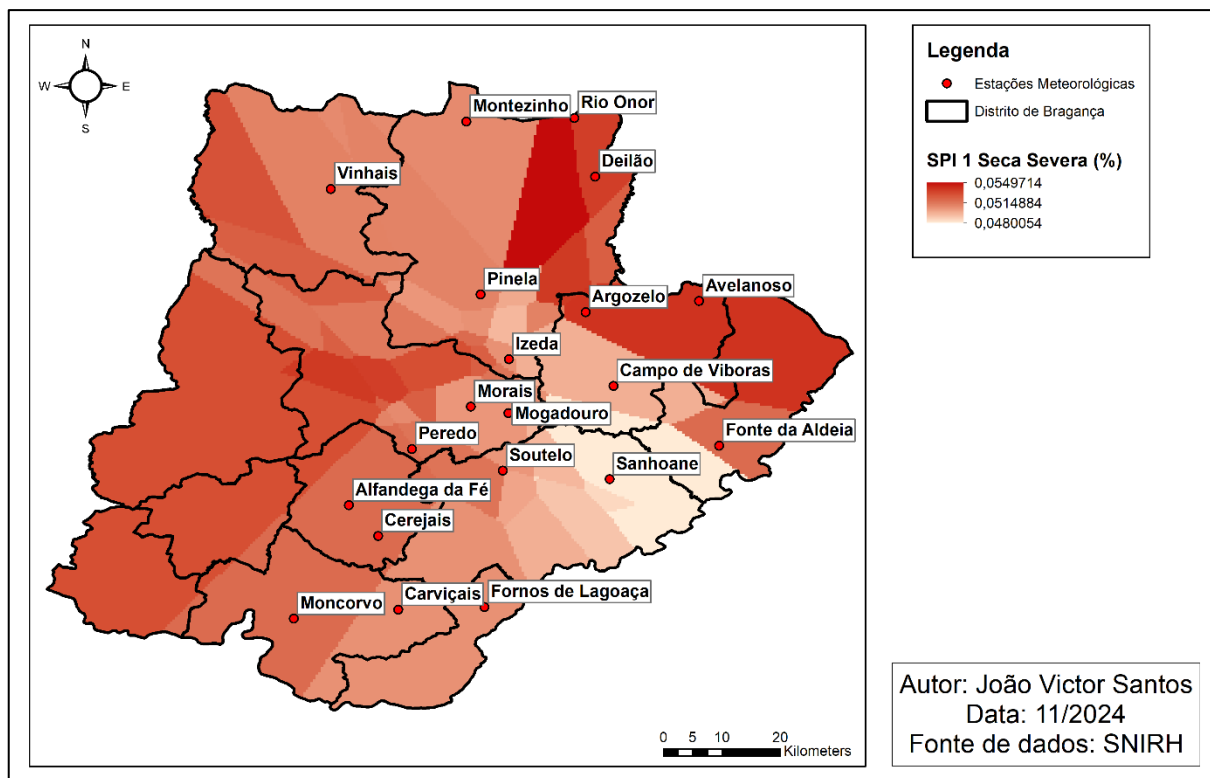 N
W
E
S
Montezinho
Rio Onor
Deilão
Vinhais
Pinela
Argozelo
Avelanoso
Izeda
Campo de Viboras
Morais
Mogadouro
Peredo
Fonte da Aldeia
Soutelo
Sanhoane
Alfandega da Fé
Cerejais
Carviçais
Fornos de Lagoaça
Moncorvo
0 5 10 20
Kilometers
Legenda
Estações Meteorológicas
Distrito de Bragança
SPI 1 Seca Severa (%)
0,0549714
0,0514884
0,0480054
Autor: João Victor Santos
Data: 11/2024
Fonte de dados: SNIRH